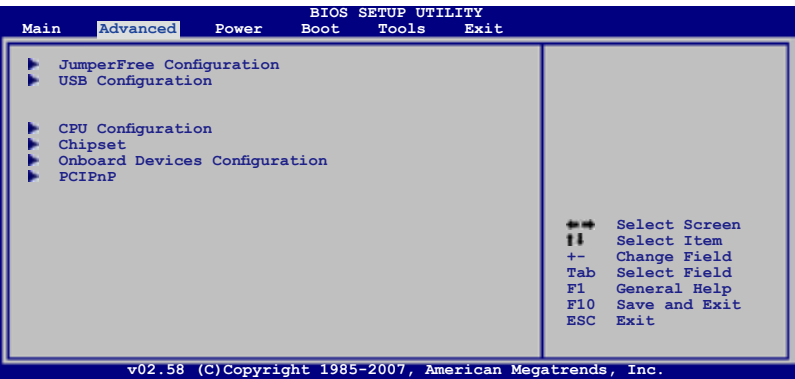 BIOS SETUP UTILITY
Main Advanced Power Boot Tools Exit
JumperFree Configuration
USB Configuration
CPU Configuration
Chipset
Onboard Devices Configuration
PCIPnP
←→ Select Screen
↑↓ Select Item
+- Change Field
Tab Select Field
F1 General Help
F10 Save and Exit
ESC Exit
v02.58 (C)Copyright 1985-2007, American Megatrends, Inc.